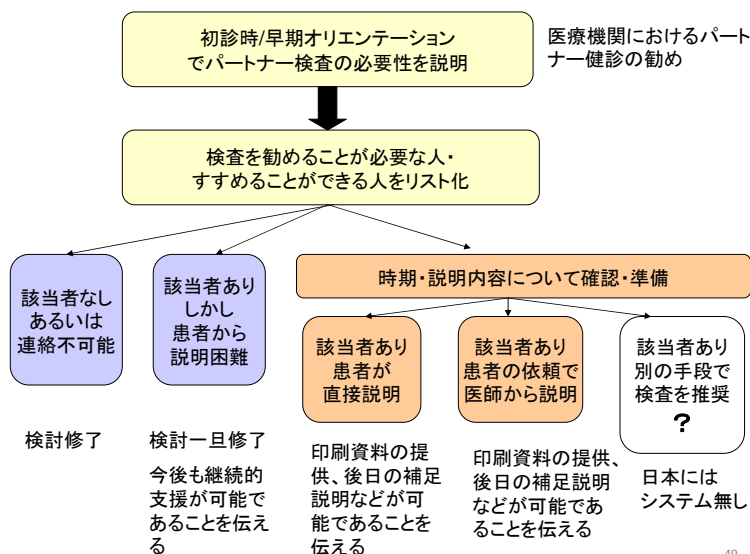 初診時/早期オリエンテーション
でパートナー検査の必要性を説明
医療機関におけるパート
ナー健診の勧め
検査を勧めることが必要な人・
すすめることができる人をリスト化
該当者なし
あるいは
連絡不可能
該当者あり
しかし
患者から
説明困難
時期・説明内容について確認・準備
該当者あり
患者が
直接説明
該当者あり
患者の依頼で
医師から説明
該当者あり
別の手段で
検査を推奨
?
検討修了
検討一旦修了
今後も継続的
支援が可能で
あることを伝え
る
印刷資料の提
供、後日の補足
説明などが可
能であることを
伝える
印刷資料の提供、
後日の補足説明
などが可能であ
ることを伝える
日本には
システム無し
49